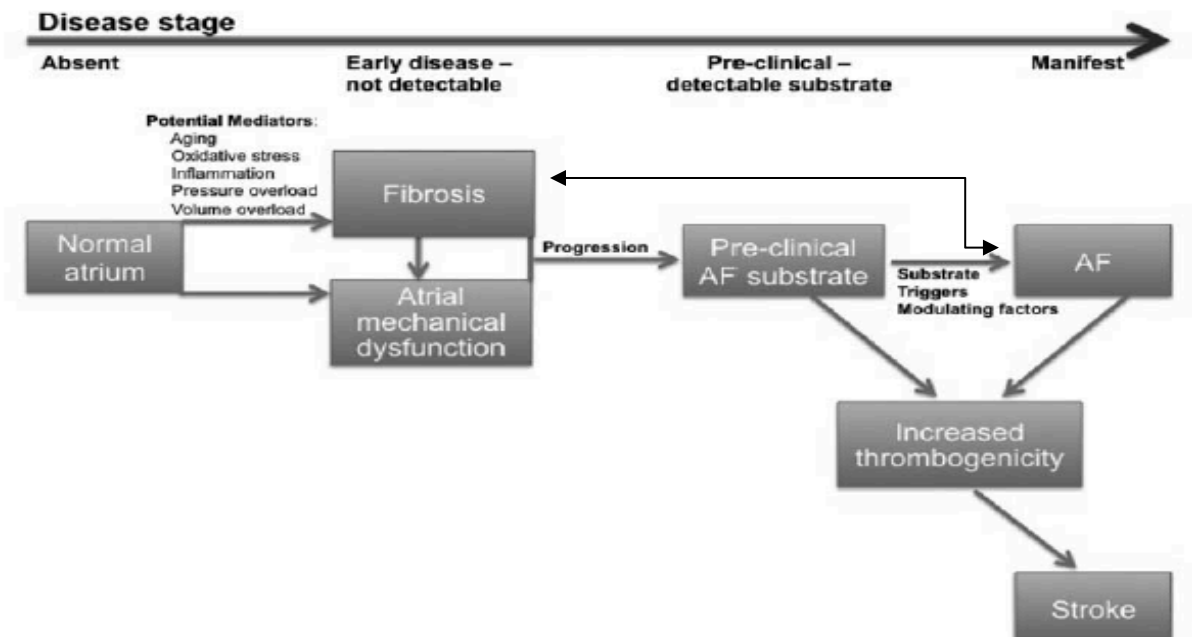 Disease stage
Absent
Early disease –
not detectable
Pre-clinical –
detectable substrate
Manifest
Potential Mediators:
Aging
Oxidative stress
Inflammation
Pressure overload
Volume overload
Normal
atrium
Fibrosis
Atrial
mechanical
dysfunction
Progression
Pre-clinical
AF substrate
Substrate
Triggers
Modulating factors
AF
Increased
thrombogenicity
Stroke